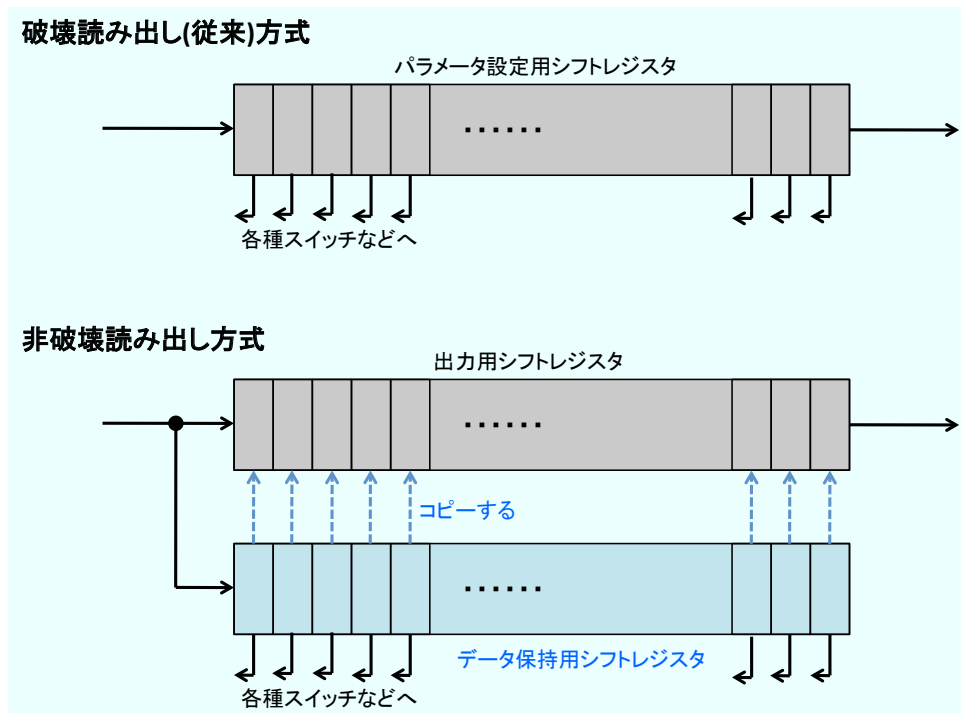 破壊読み出し(従来)方式
パラメータ設定用シフトレジスタ
‥‥‥
各種スイッチなどへ
非破壊読み出し方式
出力用シフトレジスタ
‥‥‥
コピーする
‥‥‥
データ保持用シフトレジスタ
各種スイッチなどへ